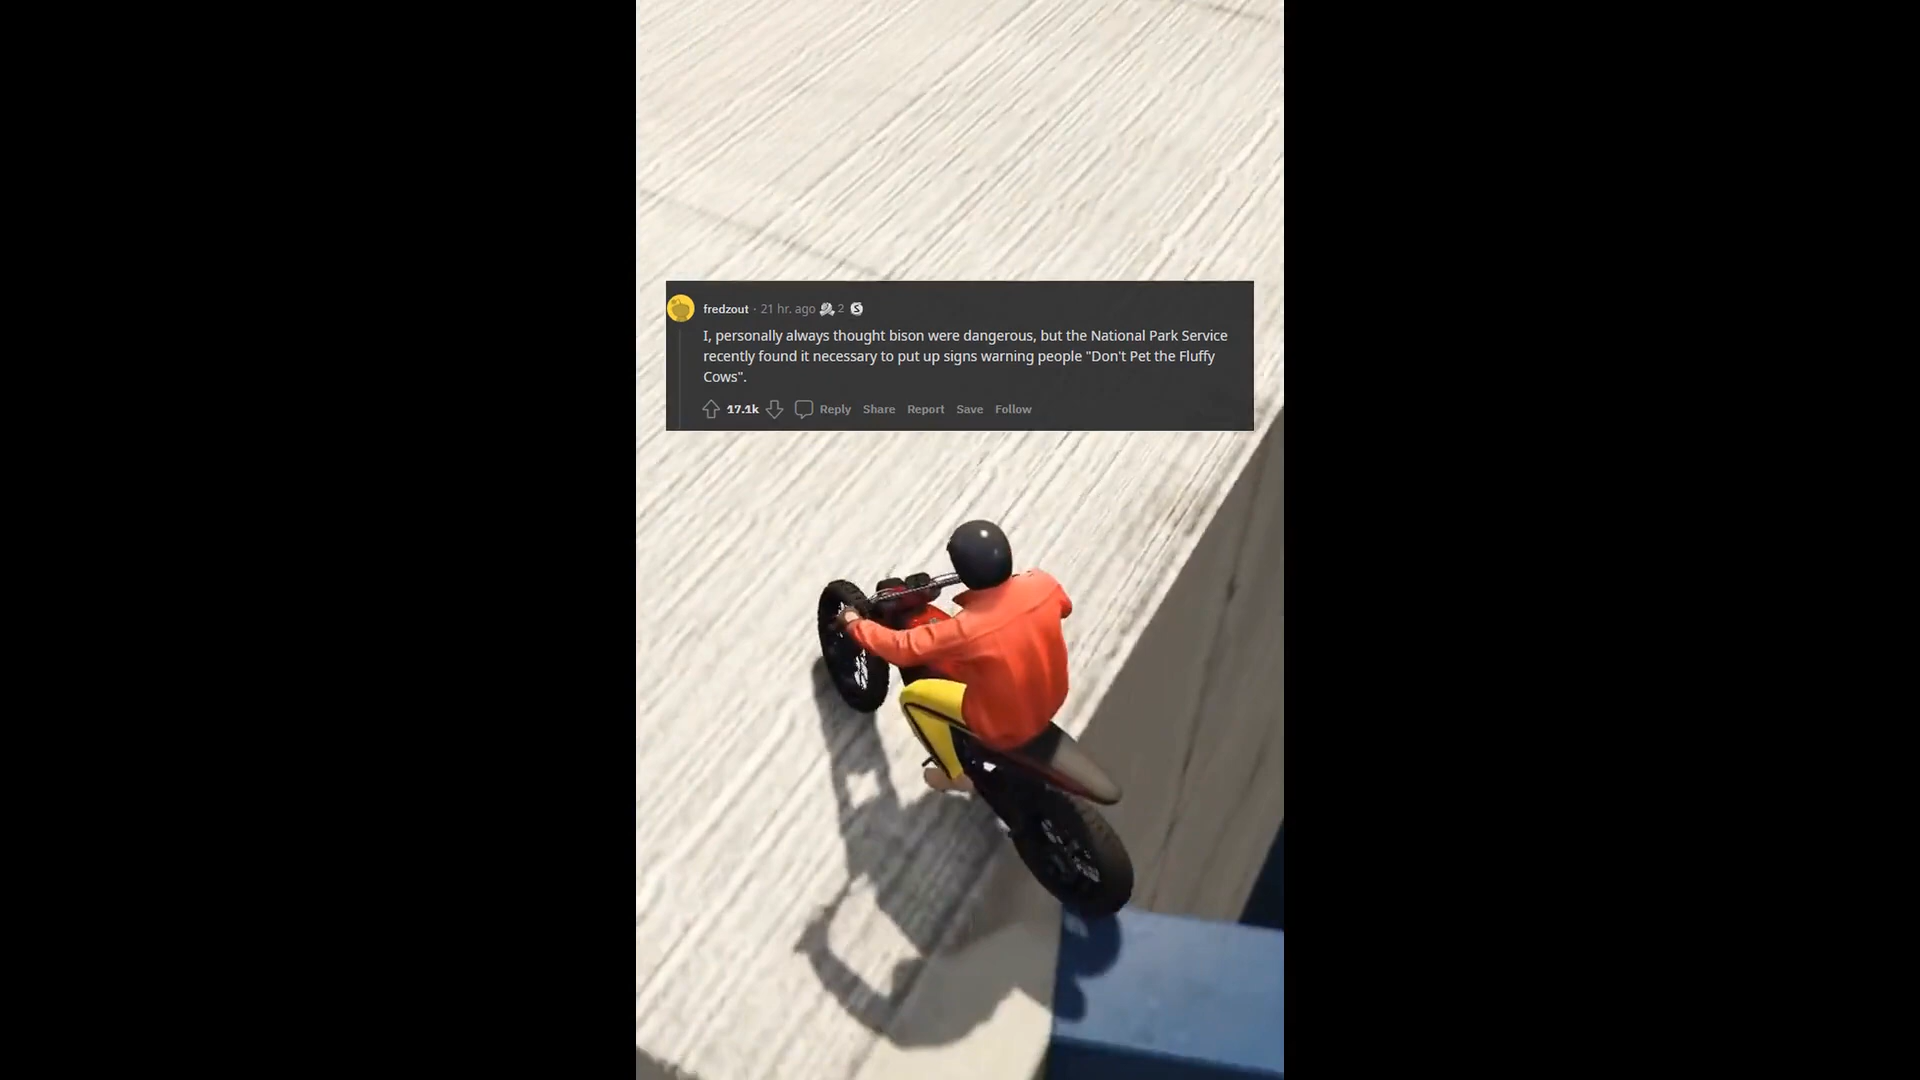 fredzout · 21 hr. ago 2 S
I, personally always thought bison were dangerous, but the National Park Service
recently found it necessary to put up signs warning people "Don't Pet the Fluffy
Cows".
17.1k Reply Share Report Save Follow